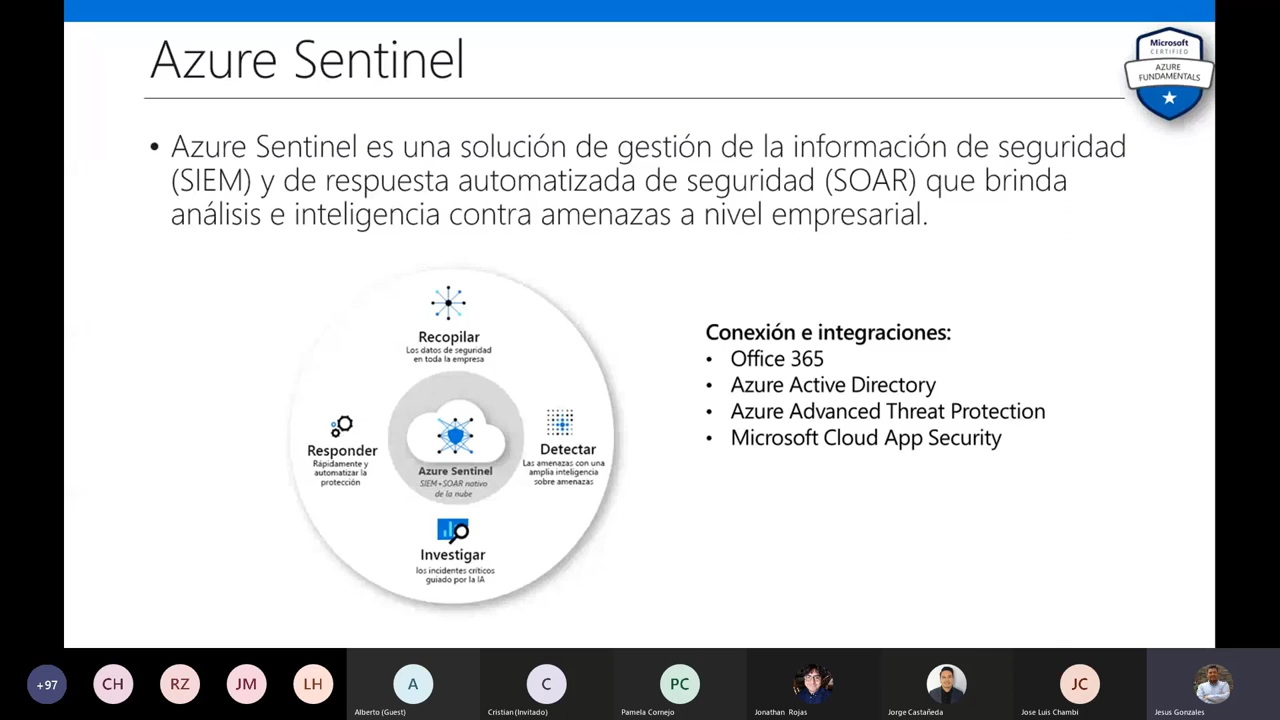 Azure Sentinel
Microsoft
CERTIFIED
AZURE
FUNDAMENTALS
• Azure Sentinel es una solución de gestión de la información de seguridad
(SIEM) y de respuesta automatizada de seguridad (SOAR) que brinda
análisis e inteligencia contra amenazas a nivel empresarial.
Recopilar
Los datos de seguridad
en toda la empresa
Responder
Rápidamente y
automatizar la
protección
Azure Sentinel
SIEM+SOAR nativo
de la nube
Detectar
Las amenazas con una
amplia inteligencia
sobre amenazas
Investigar
los incidentes críticos
guiado por la IA
Conexión e integraciones:
• Office 365
• Azure Active Directory
• Azure Advanced Threat Protection
• Microsoft Cloud App Security
+97
CH
RZ
JM
LH
A
Alberto (Guest)
C
Cristian (Invitado)
PC
Pamela Cornejo
Jonathan Rojas
Jorge Castañeda
JC
Jose Luis Chambi
Jesus Gonzales